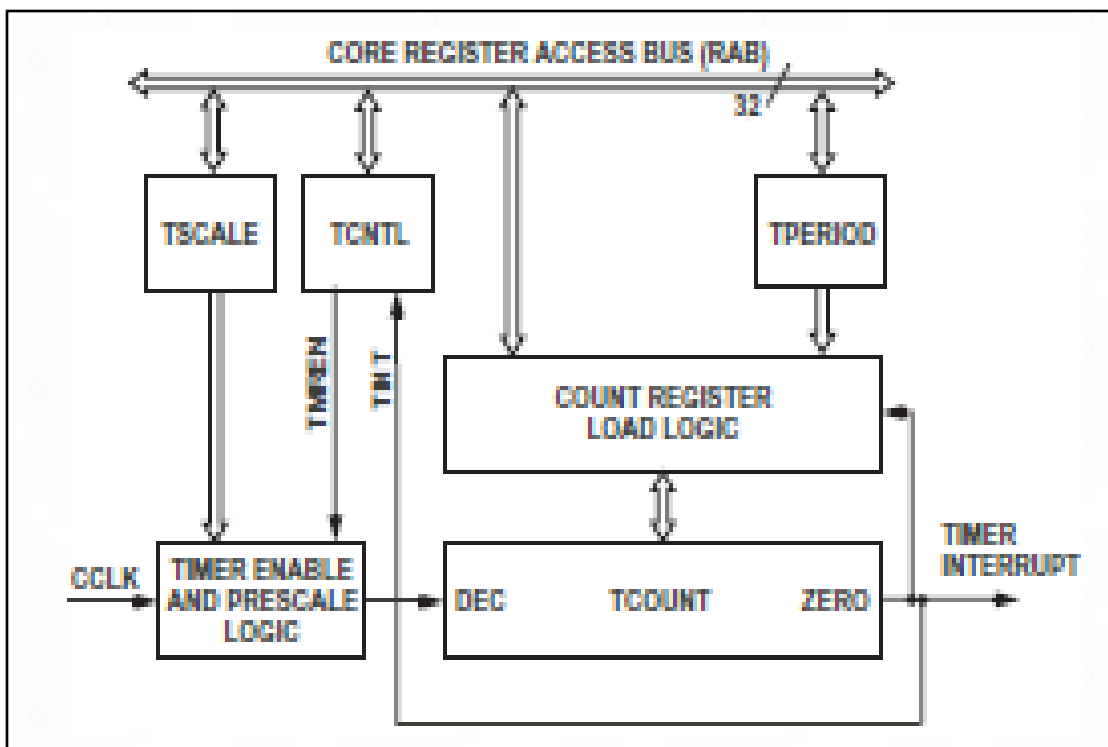 CORE REGISTER ACCESS BUS (RAB)
32
TSCALE
TCNTL
TPERIOD
TMREN
TINT
COUNT REGISTER
LOAD LOGIC
CCLK
TIMER ENABLE
AND PRESCALE
LOGIC
DEC TCOUNT ZERO
TIMER
INTERRUPT